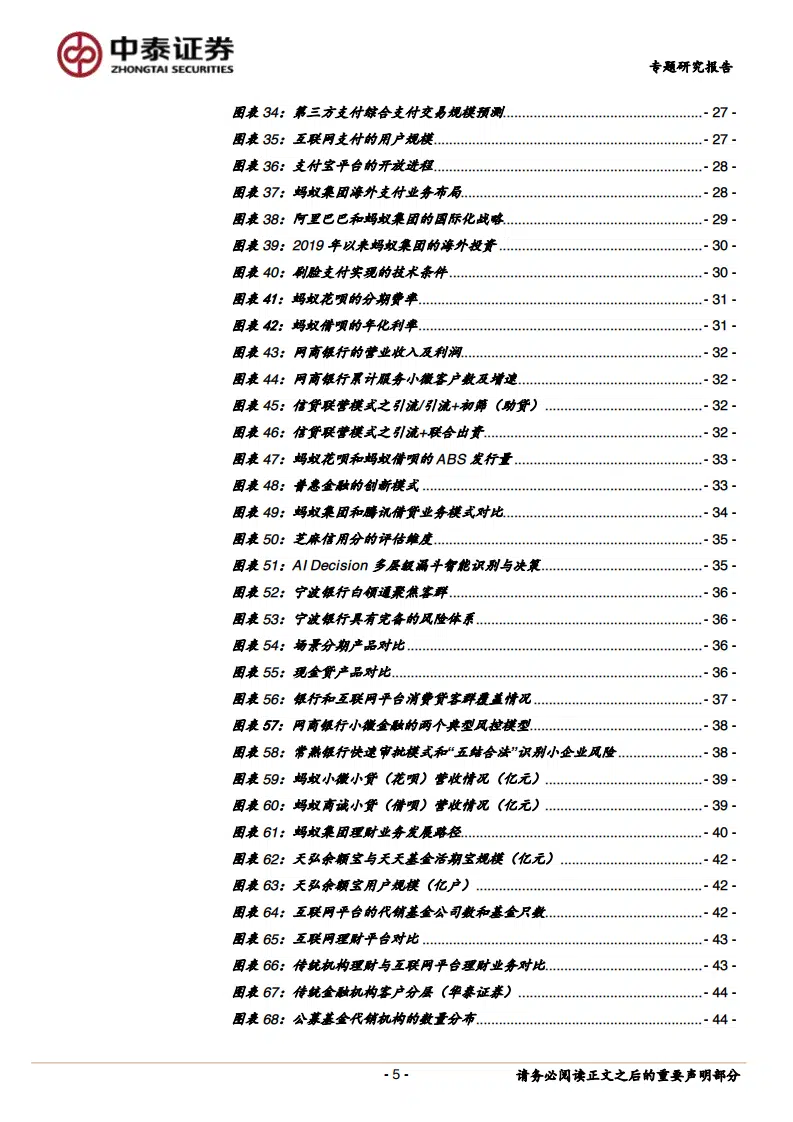 中泰证券
ZHONGTAI SECURITIES
专题研究报告
图表 34：第三方支付综合支付交易规模预测....................................................- 27 -
图表 35：互联网支付的用户规模......................................................................- 27 -
图表 36：支付宝平台的开放进程......................................................................- 28 -
图表 37：蚂蚁集团海外支付业务布局...............................................................- 28 -
图表 38：阿里巴巴和蚂蚁集团的国际化战略....................................................- 29 -
图表 39：2019 年以来蚂蚁集团的海外投资 .....................................................- 30 -
图表 40：刷脸支付实现的技术条件..................................................................- 30 -
图表 41：蚂蚁花呗的分期费率..........................................................................- 31 -
图表 42：蚂蚁借呗的年化利率..........................................................................- 31 -
图表 43：网商银行的营业收入及利润...............................................................- 32 -
图表 44：网商银行累计服务小微客户数及增速................................................- 32 -
图表 45：信贷联营模式之引流/引流+初筛（助贷） .........................................- 32 -
图表 46：信贷联营模式之引流+联合出资.........................................................- 32 -
图表 47：蚂蚁花呗和蚂蚁借呗的 ABS 发行量 .................................................- 33 -
图表 48：普惠金融的创新模式 .........................................................................- 33 -
图表 49：蚂蚁集团和腾讯借贷业务模式对比....................................................- 34 -
图表 50：芝麻信用分的评估维度......................................................................- 35 -
图表 51：AI Decision 多层级漏斗智能识别与决策..........................................- 35 -
图表 52：宁波银行白领通聚焦客群..................................................................- 36 -
图表 53：宁波银行具有完备的风险体系...........................................................- 36 -
图表 54：场景分期产品对比 .............................................................................- 36 -
图表 55：现金贷产品对比.................................................................................- 36 -
图表 56：银行和互联网平台消费贷客群覆盖情况 ............................................- 37 -
图表 57：网商银行小微金融的两个典型风控模型.............................................- 38 -
图表 58：常熟银行快速审批模式和“五结合法”识别小企业风险 ......................- 38 -
图表 59：蚂蚁小微小贷（花呗）营收情况（亿元） .........................................- 39 -
图表 60：蚂蚁商诚小贷（借呗）营收情况（亿元） .........................................- 39 -
图表 61：蚂蚁集团理财业务发展路径...............................................................- 40 -
图表 62：天弘余额宝与天天基金活期宝规模（亿元） .....................................- 42 -
图表 63：天弘余额宝用户规模（亿户） ...........................................................- 42 -
图表 64：互联网平台的代销基金公司数和基金只数.........................................- 42 -
图表 65：互联网理财平台对比 .........................................................................- 43 -
图表 66：传统机构理财与互联网平台理财业务对比.........................................- 43 -
图表 67：传统金融机构客户分层（华泰证券） ................................................- 44 -
图表 68：公募基金代销机构的数量分布...........................................................- 44 -
- 5 -
请务必阅读正文之后的重要声明部分